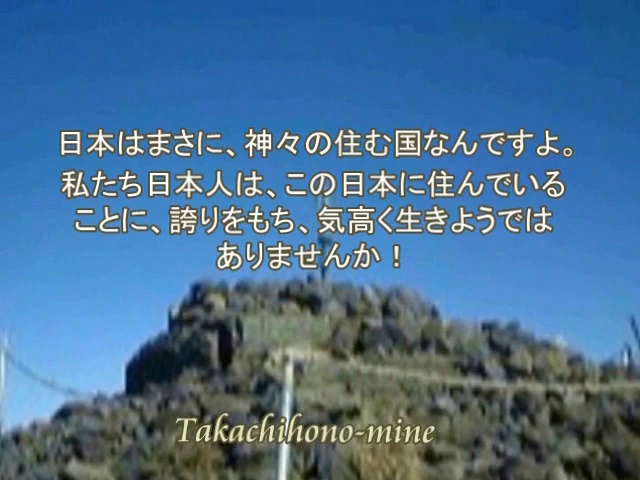 日本はまさに、神々の住む国なんですよ。
私たち日本人は、この日本に住んでいる
ことに、誇りをもち、気高く生きようでは
ありませんか！
Takachihono-mine